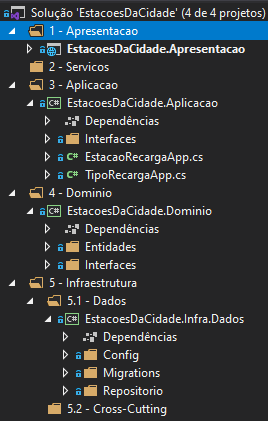 Solução 'EstacoesDaCidade' (4 de 4 projetos)
1 - Apresentacao
EstacoesDaCidade.Apresentacao
2 - Servicos
3 - Aplicacao
EstacoesDaCidade.Aplicacao
Dependências
Interfaces
C# EstacaoRecargaApp.cs
C# TipoRecargaApp.cs
4 - Dominio
C# EstacoesDaCidade.Dominio
Dependências
Entidades
Interfaces
5 - Infraestrutura
5.1 - Dados
C# EstacoesDaCidade.Infra.Dados
Dependências
Config
Migrations
Repositorio
5.2 - Cross-Cutting